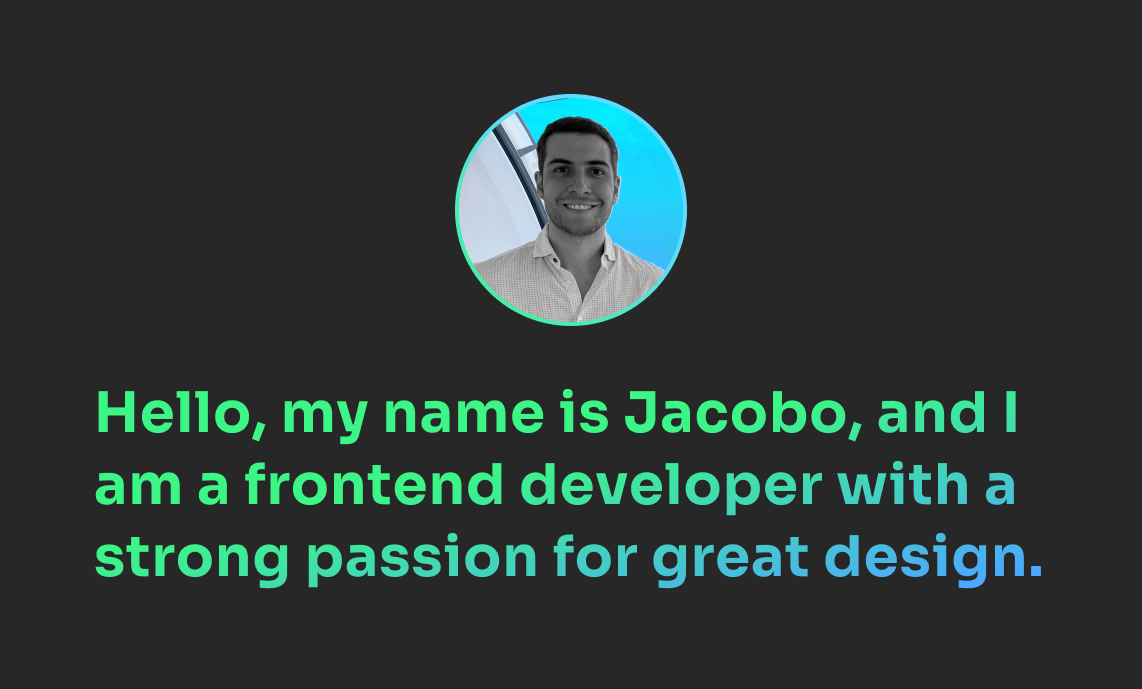 Hello, my name is Jacobo, and I
am a frontend developer with a
strong passion for great design.